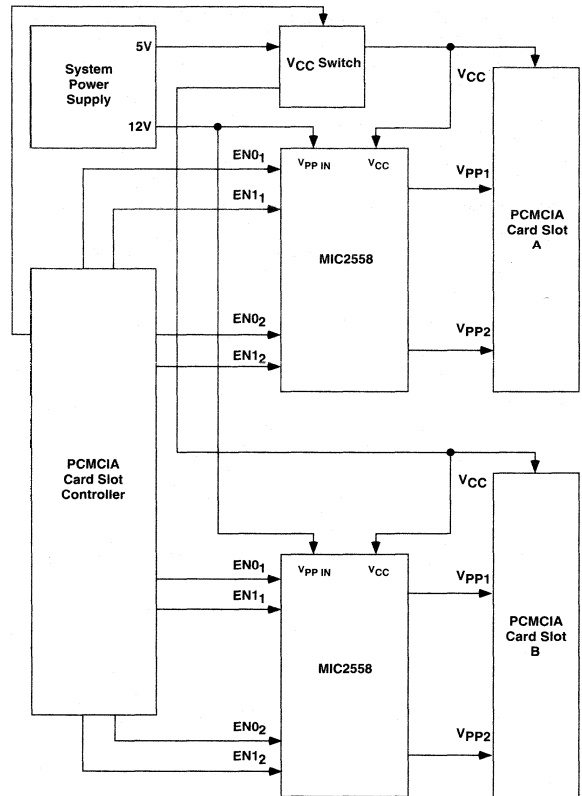 5V
VCC Switch
System
Power
Supply
VCC
12V
EN01
VPP IN
VCC
VPP1
EN11
PCMCIA
Card Slot
A
MIC2558
EN02
VPP2
EN12
PCMCIA
Card Slot
Controller
VCC
EN01
VPP IN
VCC
VPP1
EN11
PCMCIA
Card Slot
B
MIC2558
EN02
VPP2
EN12